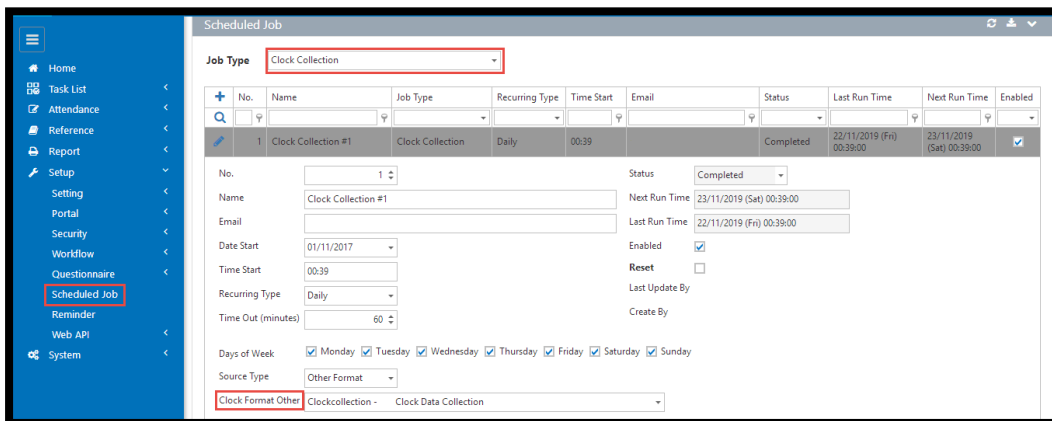 Scheduled Job
Home
Task List
Attendance
Reference
Report
Setup
Setting
Portal
Security
Workflow
Questionnaire
Scheduled Job
Reminder
Web API
System
Job Type Clock Collection
No. Name Job Type Recurring Type Time Start Email Status Last Run Time Next Run Time Enabled
1 Clock Collection #1 Clock Collection Daily 00:39 Completed 22/11/2019 (Fri) 00:39:00 23/11/2019 (Sat) 00:39:00
No. 1 Status Completed
Name Clock Collection #1 Next Run Time 23/11/2019 (Sat) 00:39:00
Email Last Run Time 22/11/2019 (Fri) 00:39:00
Date Start 01/11/2017 Enabled
Time Start 00:39 Reset
Recurring Type Daily Last Update By
Time Out (minutes) 60 Create By
Days of Week Monday Tuesday Wednesday Thursday Friday Saturday Sunday
Source Type Other Format
Clock Format Other Clockcollection - Clock Data Collection